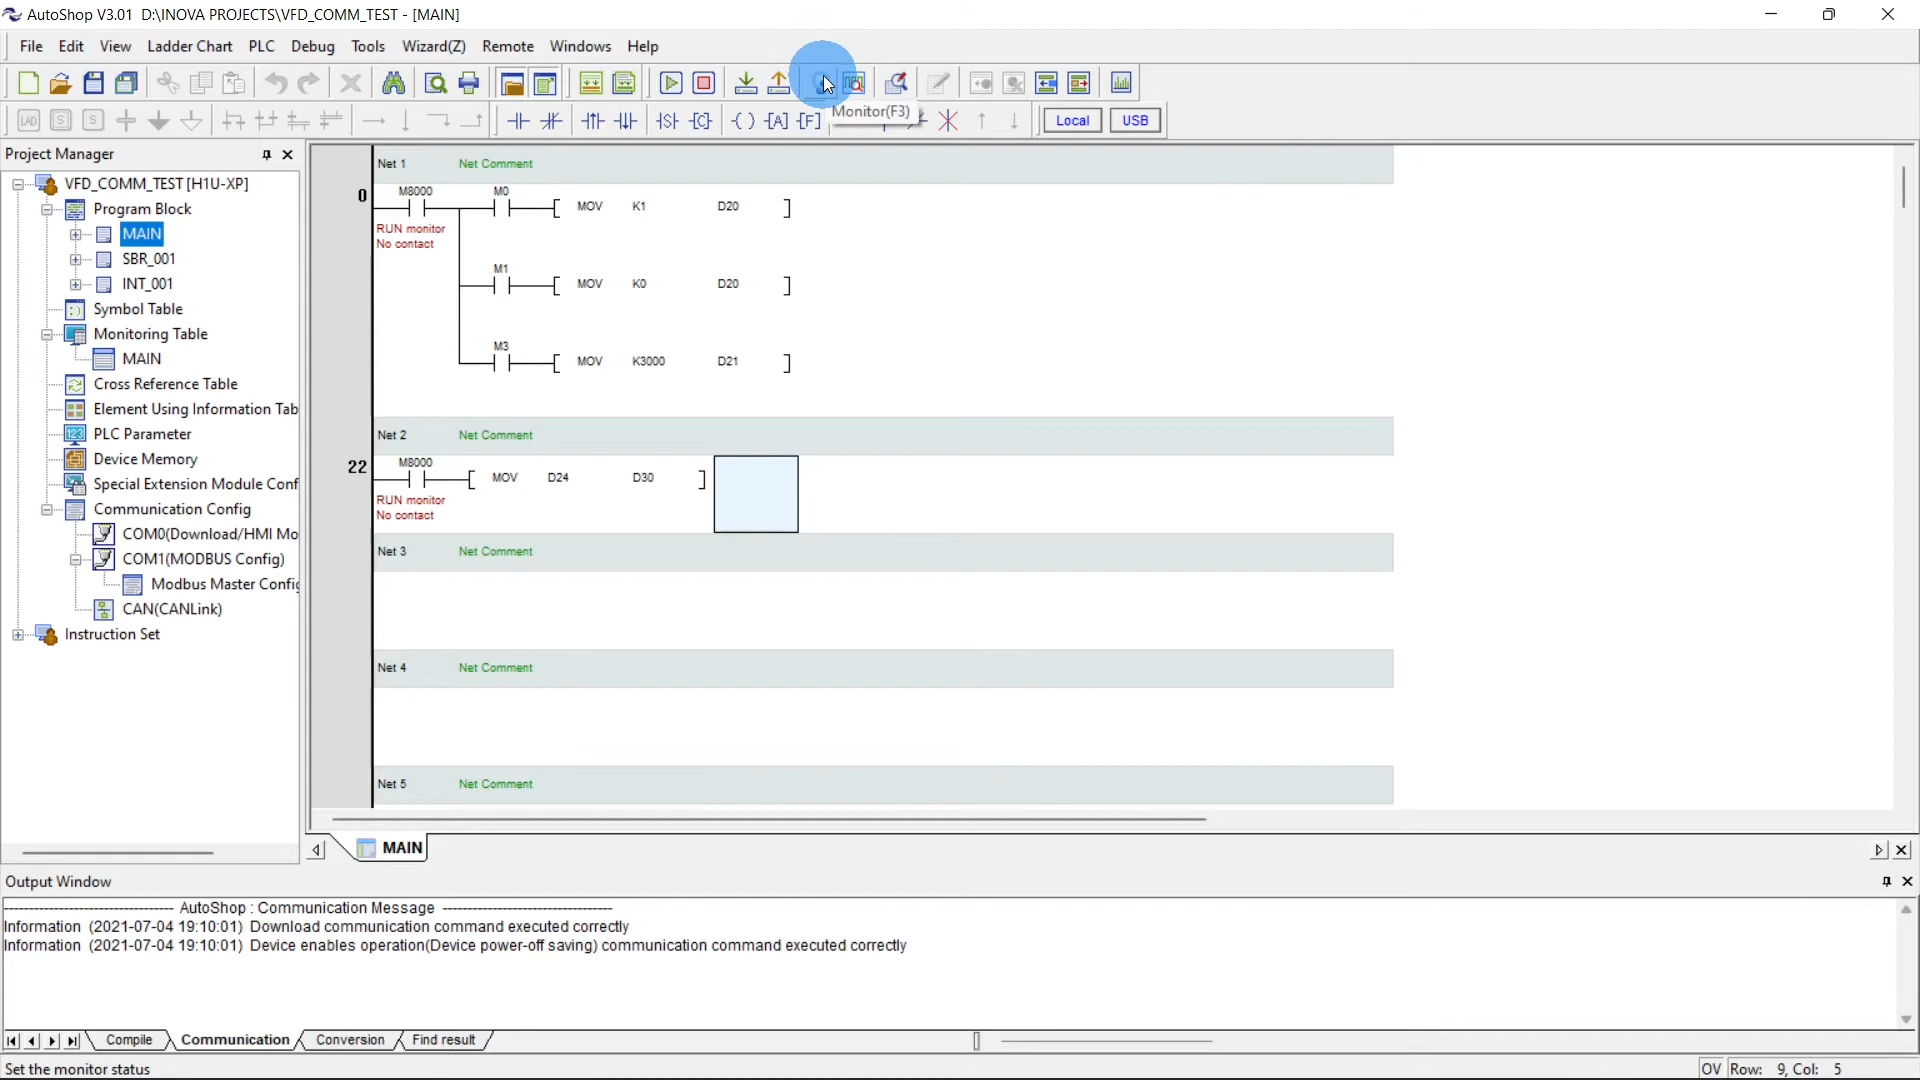 AutoShop V3.01 D:\INOVA PROJECTS\VFD_COMM_TEST - [MAIN]
File Edit View Ladder Chart PLC Debug Tools Wizard(Z) Remote Windows Help
Monitor(F3)
LAD S S S C A F Local USB
Project Manager
VFD_COMM_TEST [H1U-XP]
Program Block
MAIN
SBR_001
INT_001
Symbol Table
Monitoring Table
MAIN
Cross Reference Table
Element Using Information Tab
PLC Parameter
Device Memory
Special Extension Module Conf
Communication Config
COM0(Download/HMI Mo
COM1(MODBUS Config)
Modbus Master Config
CAN(CANLink)
Instruction Set
Net 1 Net Comment
0
M8000 M0
MOV K1 D20
RUN monitor
No contact
M1
MOV K0 D20
M3
MOV K3000 D21
Net 2 Net Comment
22
M8000
MOV D24 D30
RUN monitor
No contact
Net 3 Net Comment
Net 4 Net Comment
Net 5 Net Comment
MAIN
Output Window
---------------------------------- AutoShop : Communication Message ----------------------------------
Information (2021-07-04 19:10:01) Download communication command executed correctly
Information (2021-07-04 19:10:01) Device enables operation(Device power-off saving) communication command executed correctly
Compile Communication Conversion Find result
Set the monitor status
OV Row: 9, Col: 5